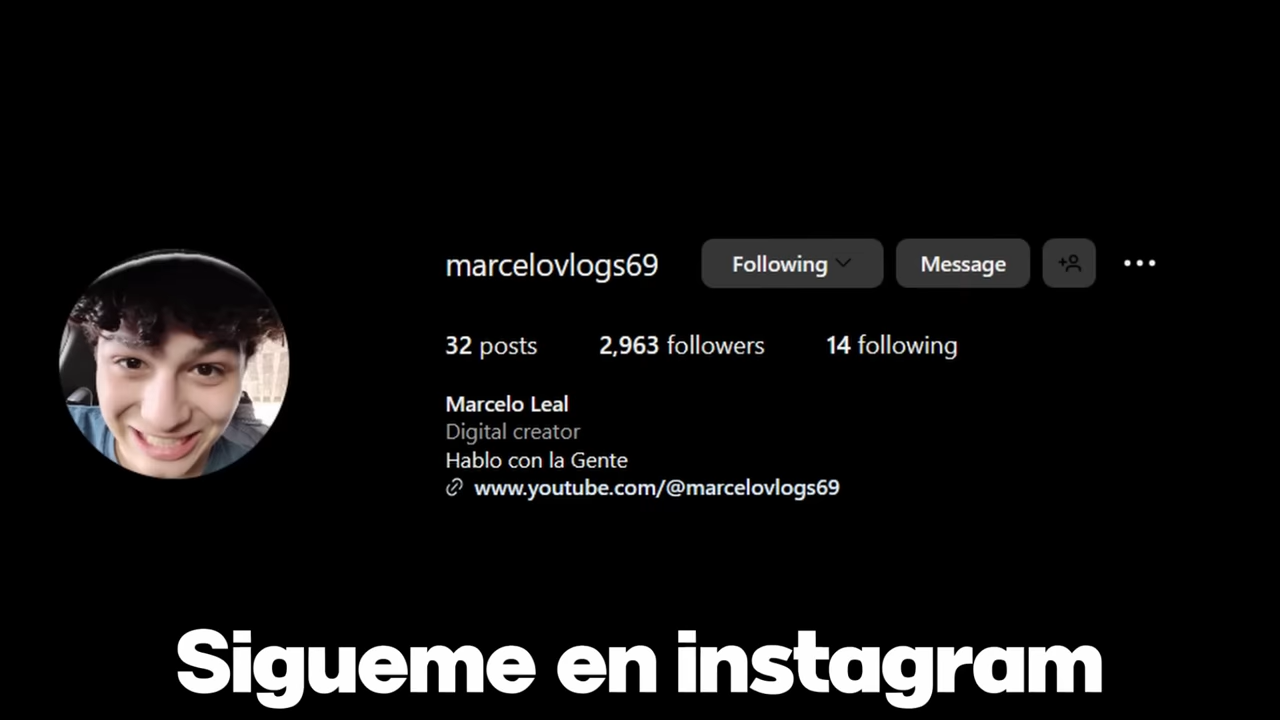 marcelovlogs69 Following Message
32 posts 2,963 followers 14 following
Marcelo Leal
Digital creator
Hablo con la Gente
www.youtube.com/@marcelovlogs69
Sigueme en instagram